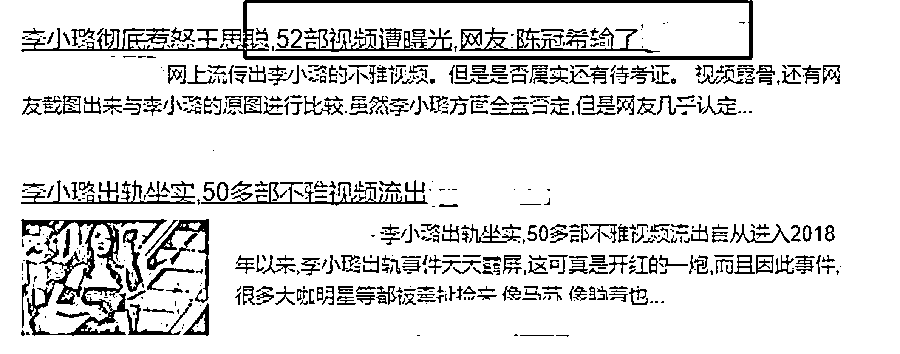 李小璐彻底惹怒王思聪,52部视频遭曝光,网友:陈冠希输了
网上流传出李小璐的不雅视频。但是是否属实还有待考证。 视频露骨,还有网
友截图出来与李小璐的原图进行比较.虽然李小璐方面全盘否定,但是网友几乎认定...
李小璐出轨坐实,50多部不雅视频流出
李小璐出轨坐实,50多部不雅视频流出自从进入2018
年以来,李小璐出轨事件天天霸屏,这可真是开红的一炮,而且因此事件,
很多大咖明星等都被牵扯捡来 像马苏 像 也...